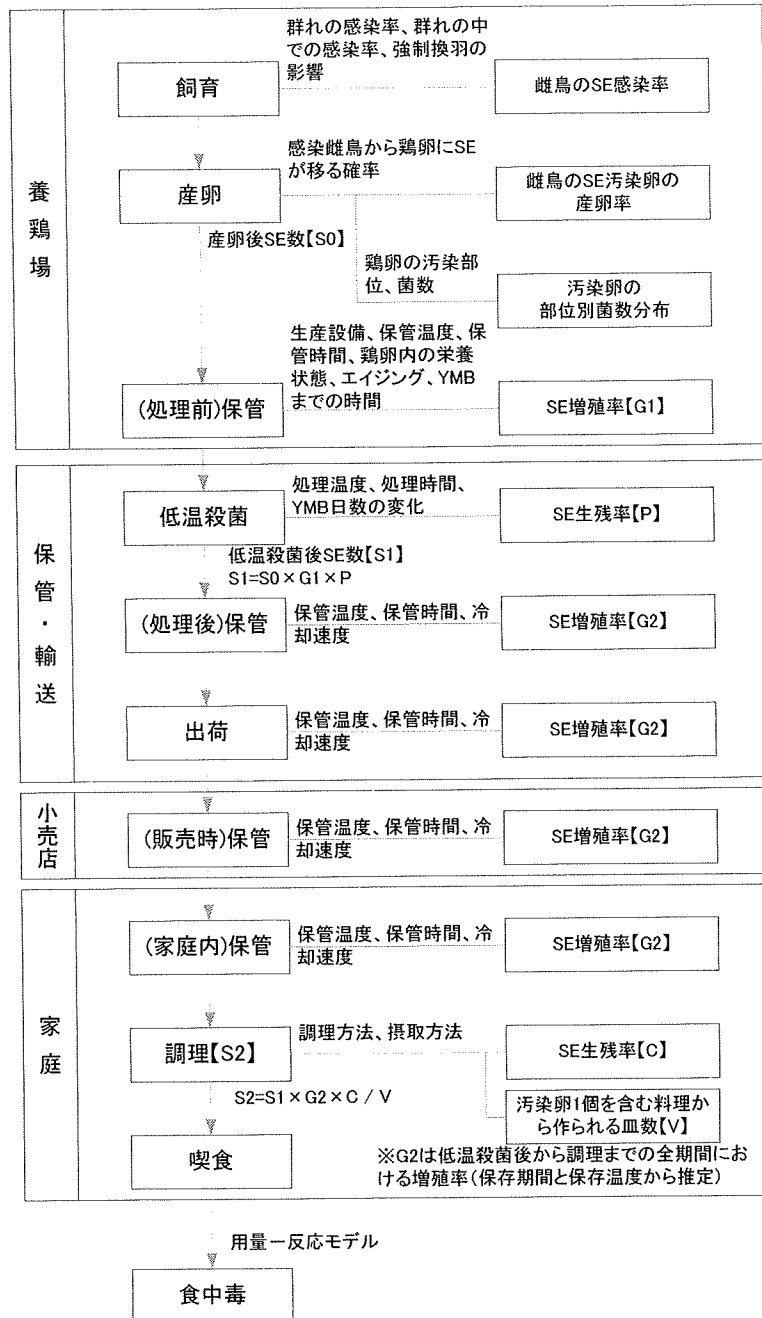 養鶏場
群れの感染率、群れの中
での感染率、強制換羽の
影響
飼育
雌鳥のSE感染率
感染雌鳥から鶏卵にSE
が移る確率
産卵
雌鳥のSE汚染卵の
産卵率
産卵後SE数【S0】
鶏卵の汚染部
位、菌数
汚染卵の
部位別菌数分布
生産設備、保管温度、保
管時間、鶏卵内の栄養
状態、エイジング、YMB
までの時間
(処理前)保管
SE増殖率【G1】
保管・輸送
低温殺菌
処理温度、処理時間、
YMB日数の変化
SE生残率【P】
低温殺菌後SE数【S1】
S1=S0×G1×P
(処理後)保管
保管温度、保管時間、冷
却速度
SE増殖率【G2】
出荷
保管温度、保管時間、冷
却速度
SE増殖率【G2】
小売店
(販売時)保管
保管温度、保管時間、冷
却速度
SE増殖率【G2】
家庭
(家庭内)保管
保管温度、保管時間、冷
却速度
SE増殖率【G2】
調理【S2】
調理方法、摂取方法
SE生残率【C】
S2=S1×G2×C / V
汚染卵1個を含む料理か
ら作られる皿数【V】
喫食
※G2は低温殺菌後から調理までの全期間にお
ける増殖率(保存期間と保存温度から推定)
用量ー反応モデル
食中毒